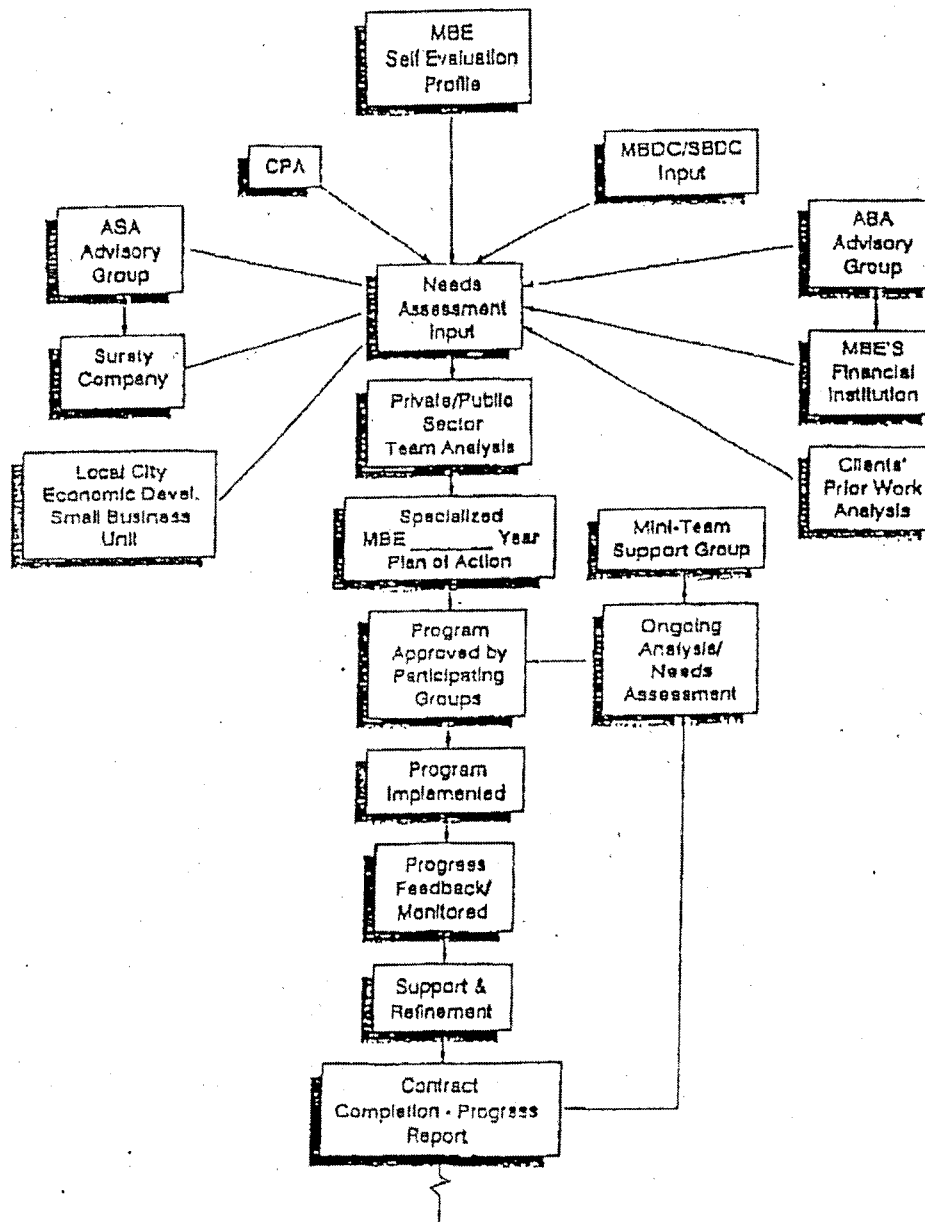 MBE
Self Evaluation
Profile
CPA
MBDC/SBDC
Input
ASA
Advisory
Group
ABA
Advisory
Group
Needs
Assessment
Input
Surety
Company
MBE'S
Financial
Institution
Private/Public
Sector
Team Analysis
Local City
Economic Devel.
Small Business
Unit
Clients'
Prior Work
Analysis
Specialized
MBE ________ Year
Plan of Action
Mini-Team
Support Group
Program
Approved by
Participating
Groups
Ongoing
Analysis/
Needs
Assessment
Program
Implemented
Progress
Feedback/
Monitored
Support &
Refinement
Contract
Completion - Progress
Report